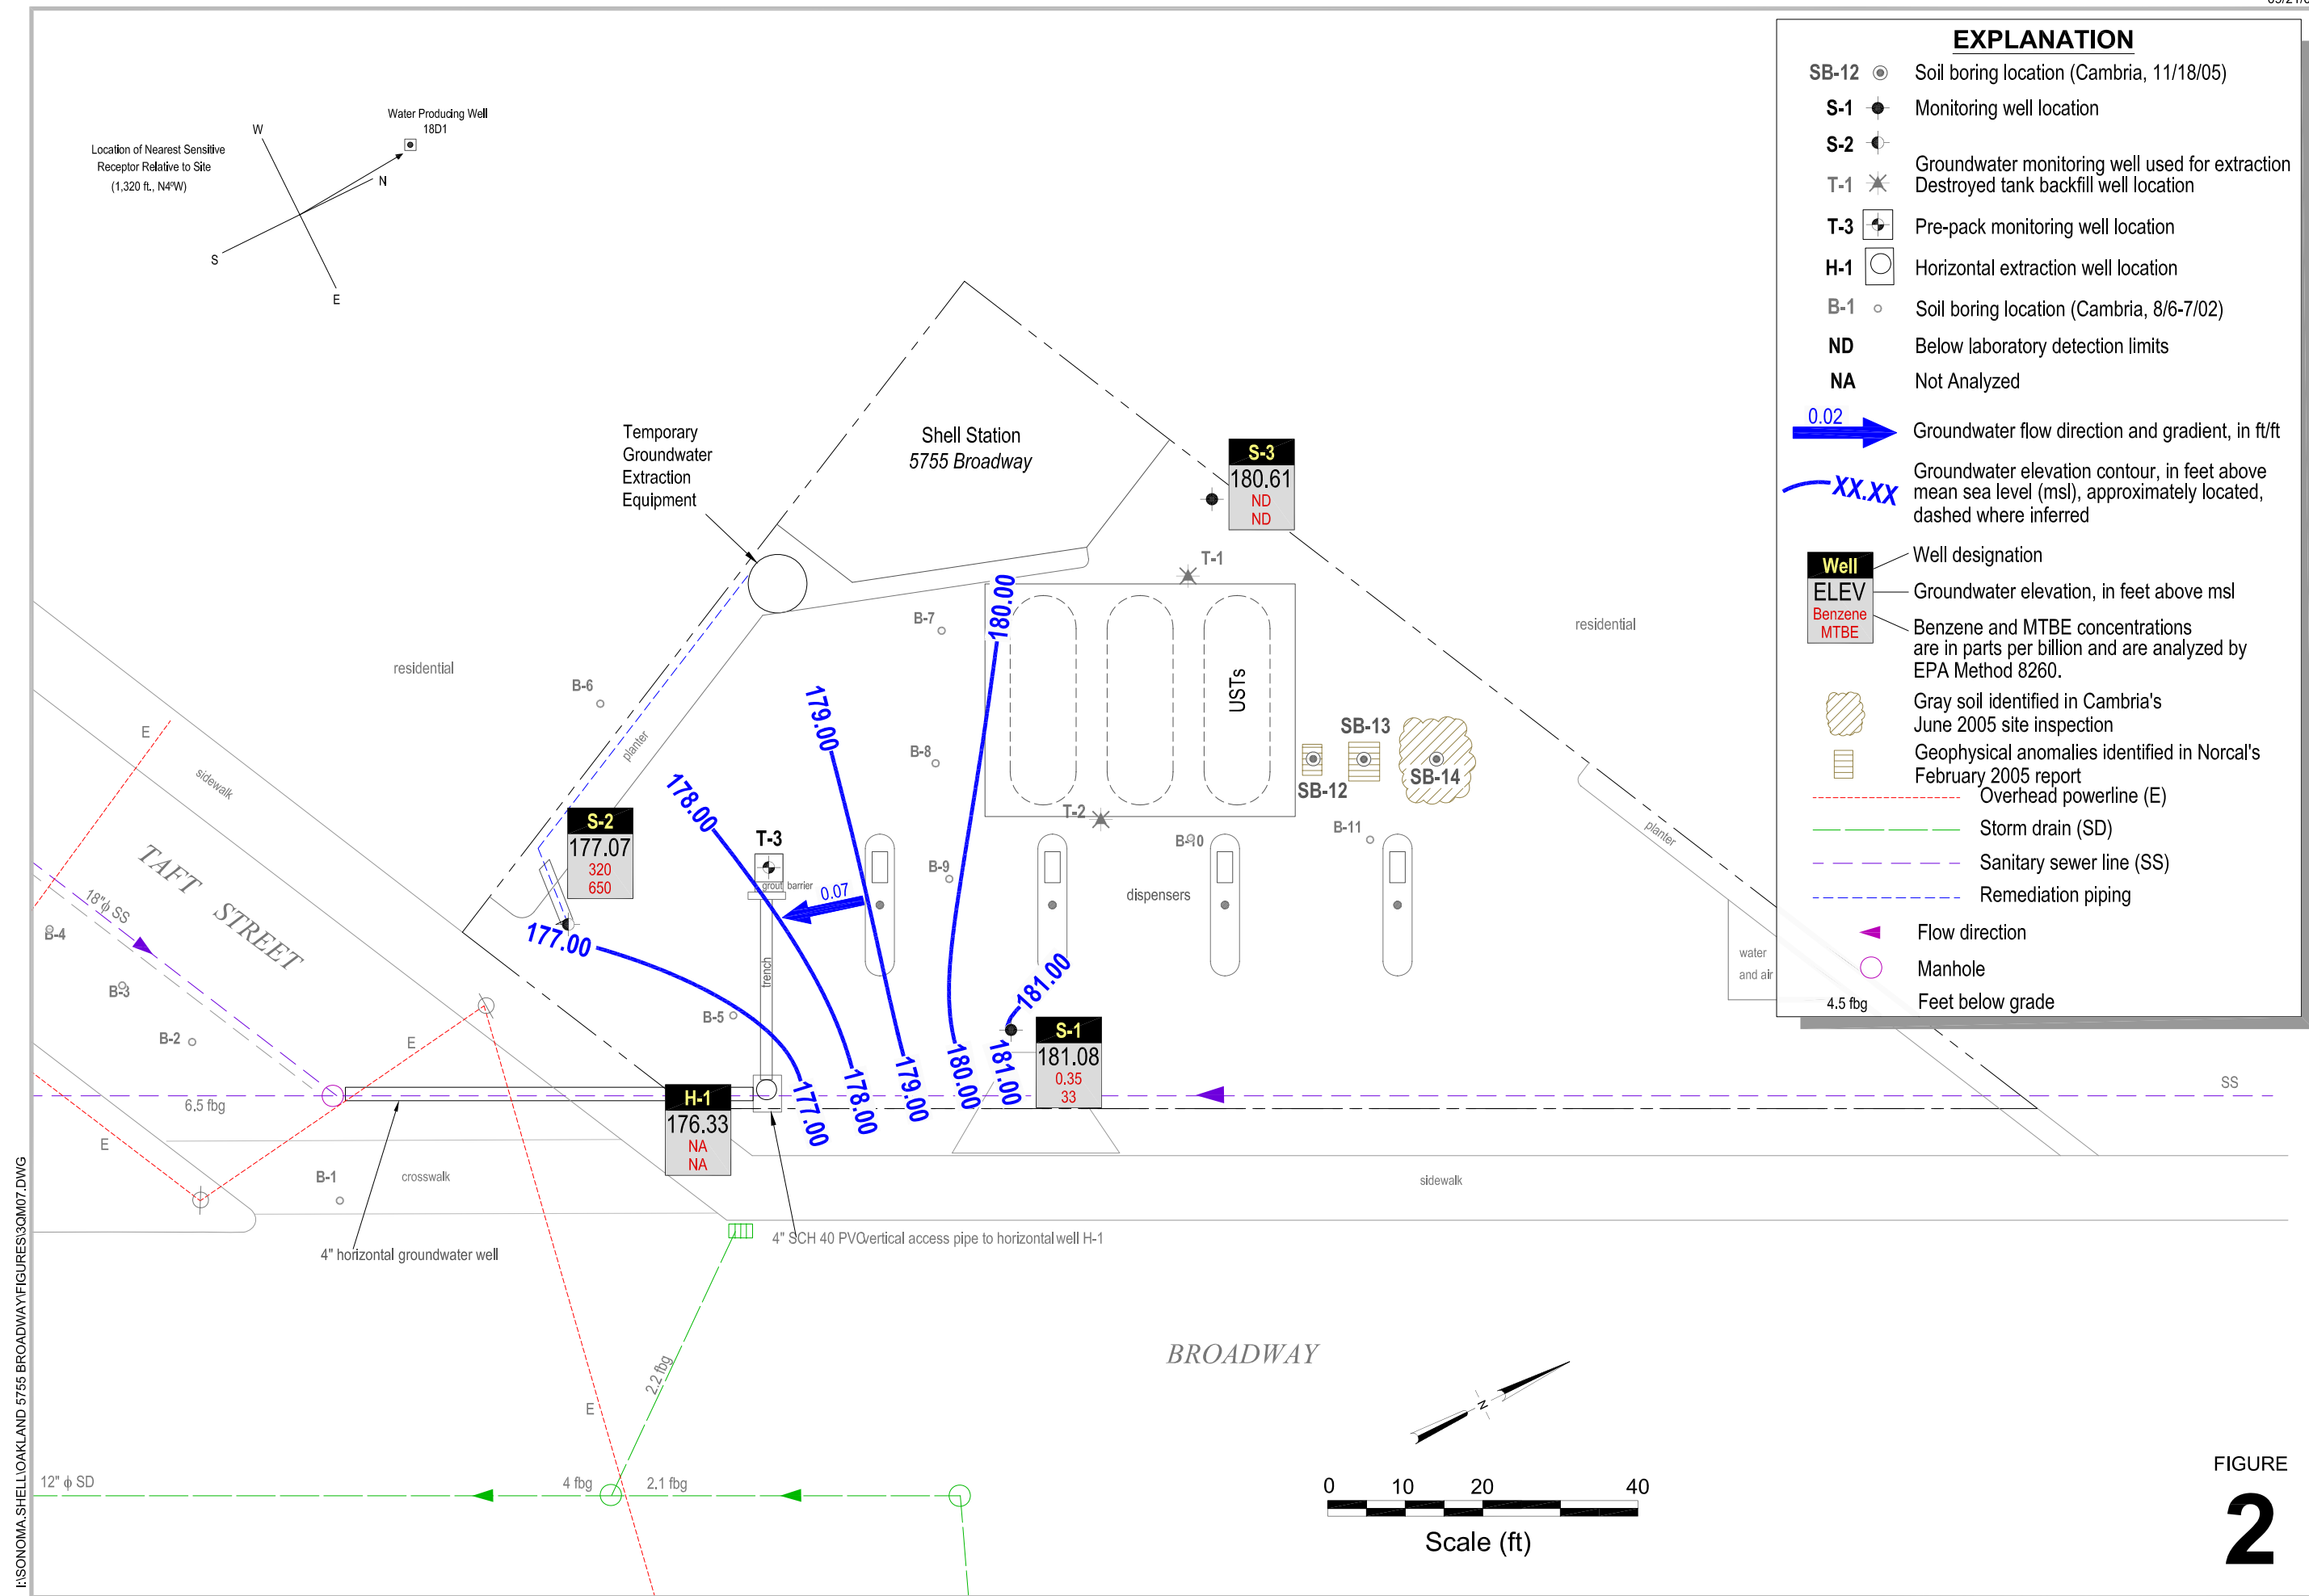 EXPLANATION
SB-12 Soil boring location (Cambria, 11/18/05)
S-1 Monitoring well location
S-2
Groundwater monitoring well used for extraction
T-1 Destroyed tank backfill well location
T-3 Pre-pack monitoring well location
H-1 Horizontal extraction well location
B-1 Soil boring location (Cambria, 8/6-7/02)
ND Below laboratory detection limits
NA Not Analyzed
0.02
Groundwater flow direction and gradient, in ft/ft
XX.XX
Groundwater elevation contour, in feet above
mean sea level (msl), approximately located,
dashed where inferred
Well
ELEV
Benzene
MTBE
Well designation
Groundwater elevation, in feet above msl
Benzene and MTBE concentrations
are in parts per billion and are analyzed by
EPA Method 8260.
Gray soil identified in Cambria's
June 2005 site inspection
Geophysical anomalies identified in Norcal's
February 2005 report
Overhead powerline (E)
Storm drain (SD)
Sanitary sewer line (SS)
Remediation piping
Flow direction
Manhole
4.5 fbg Feet below grade
Water Producing Well
18D1
Location of Nearest Sensitive
Receptor Relative to Site
(1,320 ft., N4ºW)
W
N
S
E
Temporary
Groundwater
Extraction
Equipment
Shell Station
5755 Broadway
S-3
180.61
ND
ND
T-1
residential
residential
B-7
180.00
B-6
planter
179.00
USTs
B-8
SB-13
SB-12
SB-14
178.00
T-2
E
sidewalk
S-2
177.07
320
650
T-3
grout barrier
0.07
B-9
B-10
B-11
dispensers
planter
water
and air
TAFT STREET
18"ϕ SS
B-4
B-3
B-2
177.00
trench
B-5
181.00
S-1
181.08
0.35
33
E
6.5 fbg
H-1
176.33
NA
NA
177.00
178.00
179.00
180.00
181.00
SS
E
B-1
crosswalk
sidewalk
4" horizontal groundwater well
4" SCH 40 PVC vertical access pipe to horizontal well H-1
2.2 fbg
E
BROADWAY
12" ϕ SD
4 fbg
2.1 fbg
N
0 10 20 40
Scale (ft)
FIGURE
2
I:\SONOMA.SHELL\OAKLAND 5755 BROADWAY\FIGURES\3QM07.DWG